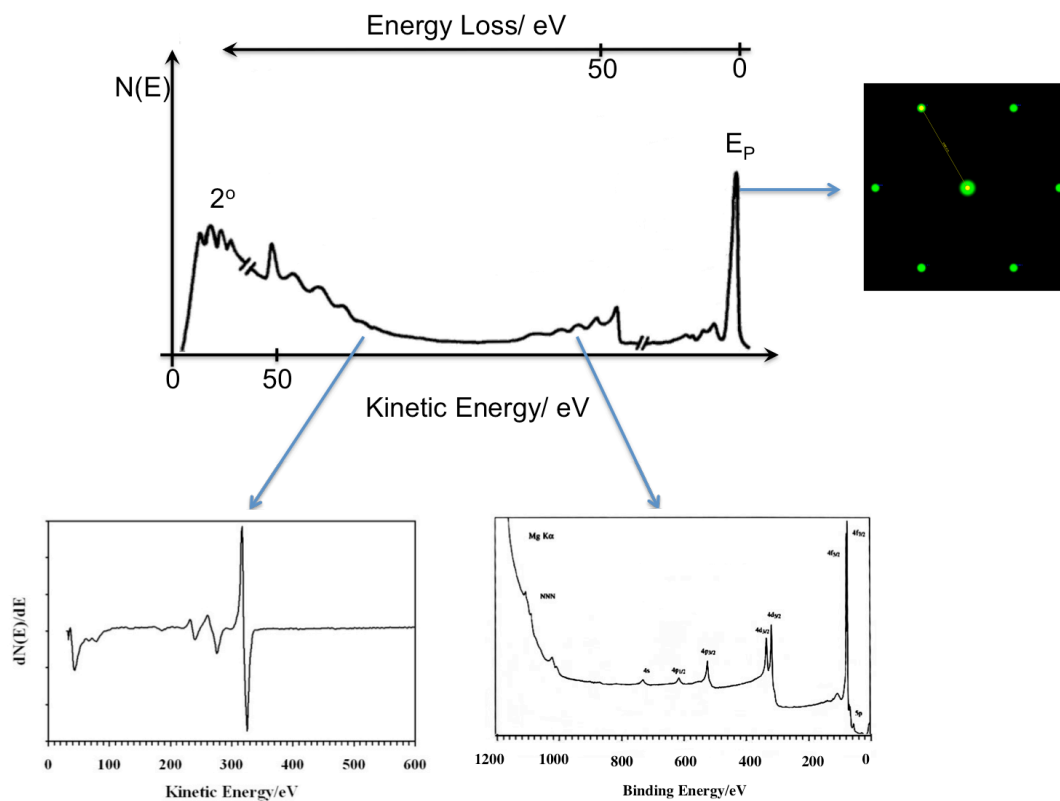 Energy Loss/ eV
50
0
N(E)
E_P
2º
0
50
Kinetic Energy/ eV
dN(E)/dE
0
100
200
300
400
500
600
Kinetic Energy/eV
Mg Kα
NNN
4s
4p1/2
4p3/2
4d3/2
4d5/2
4f5/2
4f7/2
5p
1200
1000
800
600
400
200
0
Binding Energy/eV